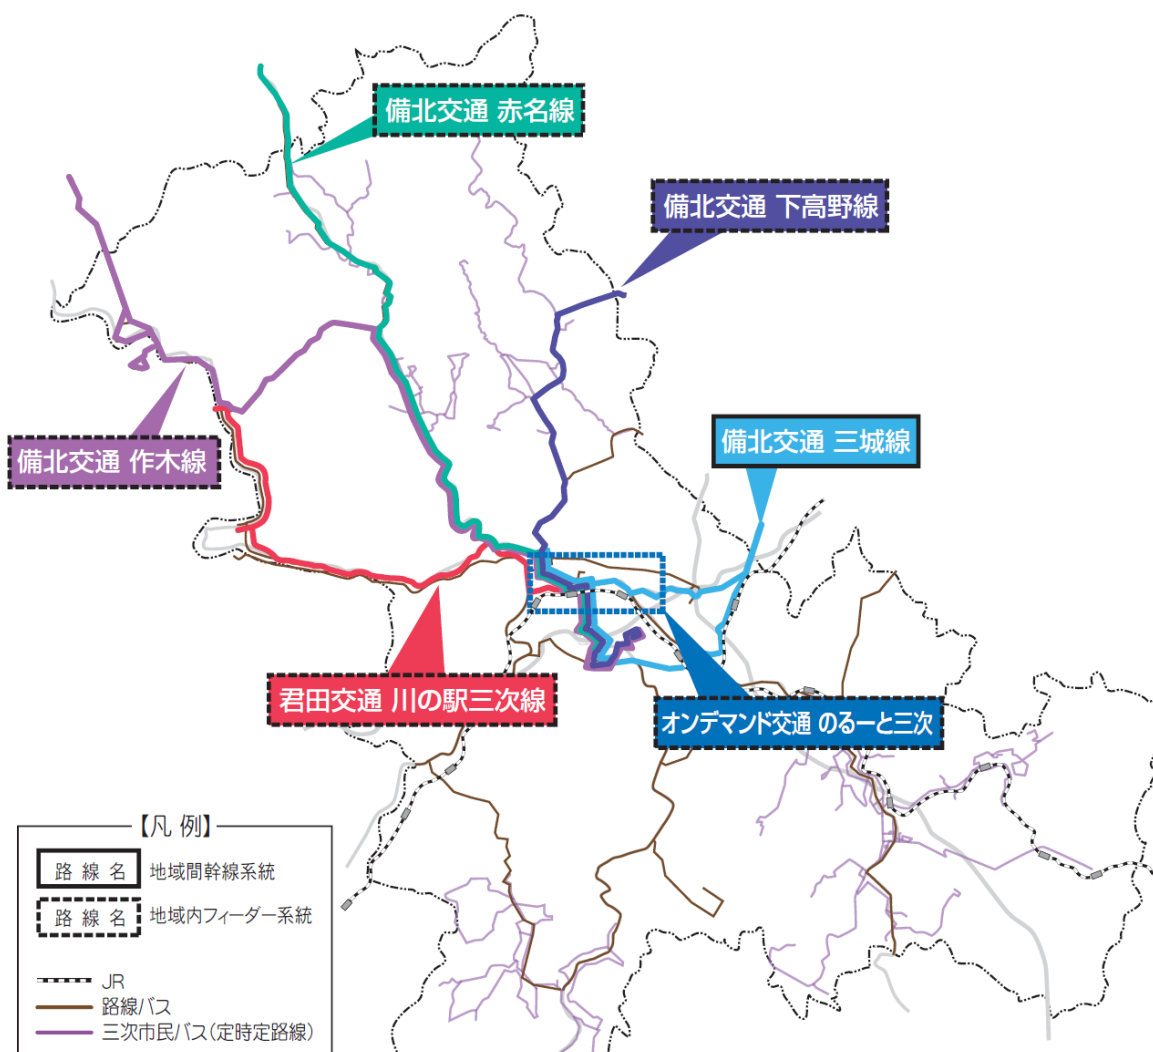 備北交通 赤名線
備北交通 下高野線
備北交通 三城線
備北交通 作木線
君田交通 川の駅三次線
オンデマンド交通 のるーと三次
【凡 例】
路 線 名 地域間幹線系統
路 線 名 地域内フィーダー系統
JR
路線バス
三次市民バス(定時定路線)